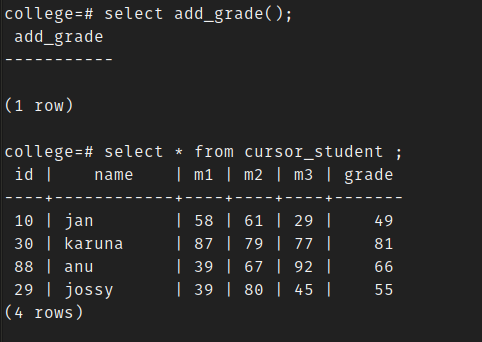 college=# select add_grade();
 add_grade
-----------

(1 row)

college=# select * from cursor_student ;
 id |    name    | m1 | m2 | m3 | grade
----+------------+----+----+----+-------
 10 | jan        | 58 | 61 | 29 |    49
 30 | karuna     | 87 | 79 | 77 |    81
 88 | anu        | 39 | 67 | 92 |    66
 29 | jossy      | 39 | 80 | 45 |    55
(4 rows)